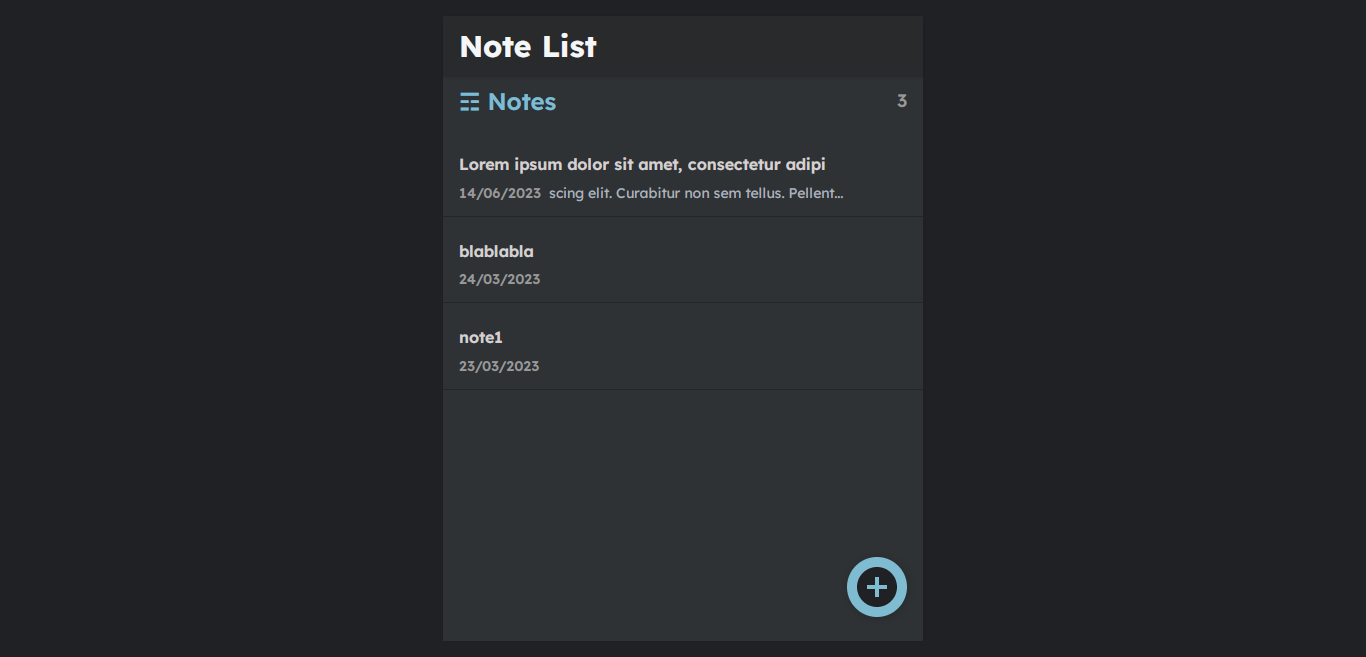 Note List
☶ Notes 3
Lorem ipsum dolor sit amet, consectetur adipi
14/06/2023 scing elit. Curabitur non sem tellus. Pellent...
blablabla
24/03/2023
note1
23/03/2023